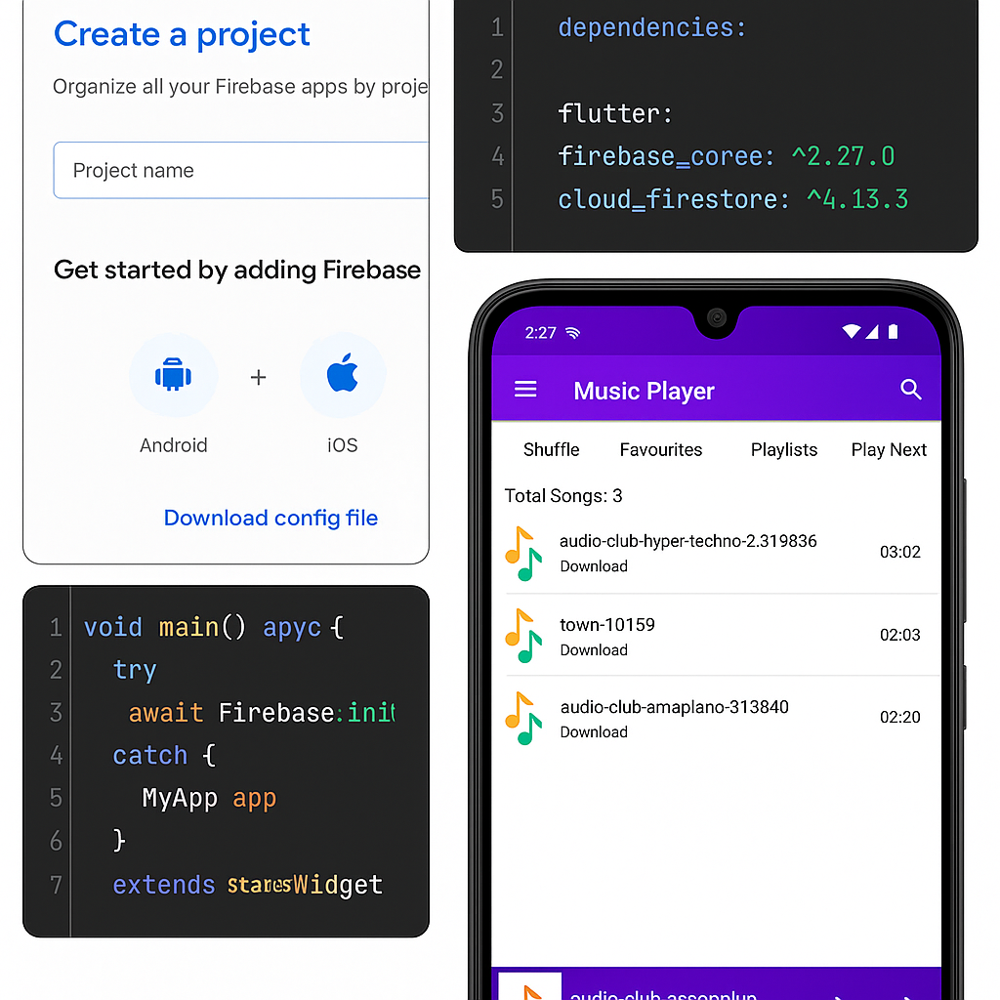 Create a project
Organize all your Firebase apps by proje
Project name
Get started by adding Firebase
+
Android
iOS
Download config file
1 dependencies:
2
3 flutter:
4 firebase_coree: ^2.27.0
5 cloud_firestore: ^4.13.3
1 void main() apyc {
2 try
3 await Firebase:init
4 catch {
5 MyApp app
6 }
7 extends staresWidget
2:27
Music Player
Shuffle Favourites Playlists Play Next
Total Songs: 3
audio-club-hyper-techno-2.319836
Download
03:02
town-10159
Download
02:03
audio-club-amaplano-313840
Download
02:20